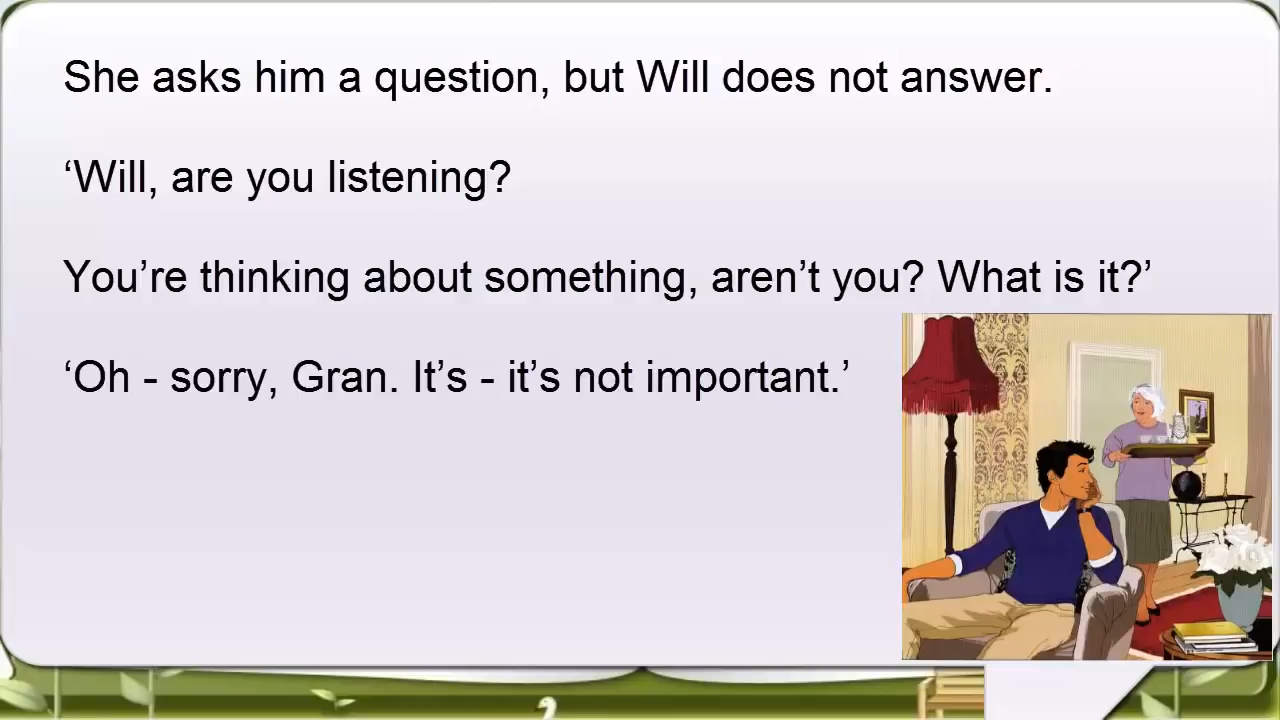 She asks him a question, but Will does not answer.
‘Will, are you listening?
You’re thinking about something, aren’t you? What is it?’
‘Oh - sorry, Gran. It’s - it’s not important.’